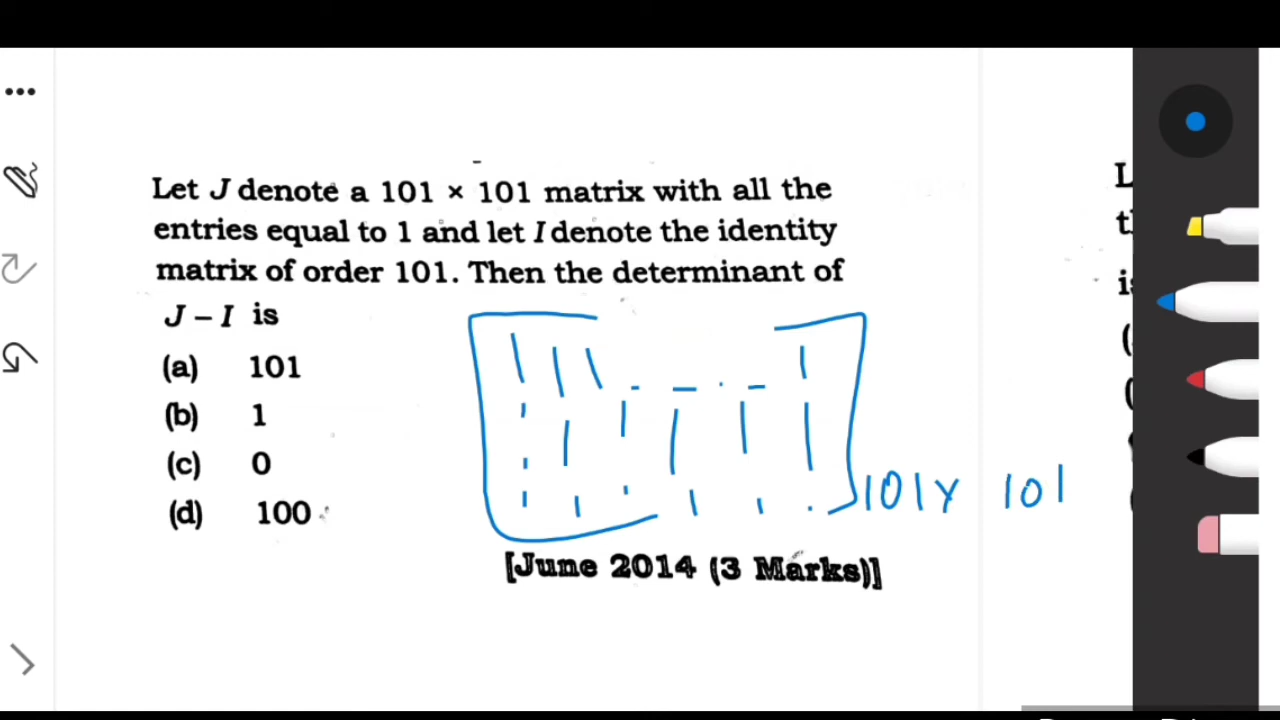 Let J denote a 101 × 101 matrix with all the
entries equal to 1 and let I denote the identity
matrix of order 101. Then the determinant of
J – I is
(a) 101
(b) 1
(c) 0
(d) 100
101 x 101
[June 2014 (3 Marks)]